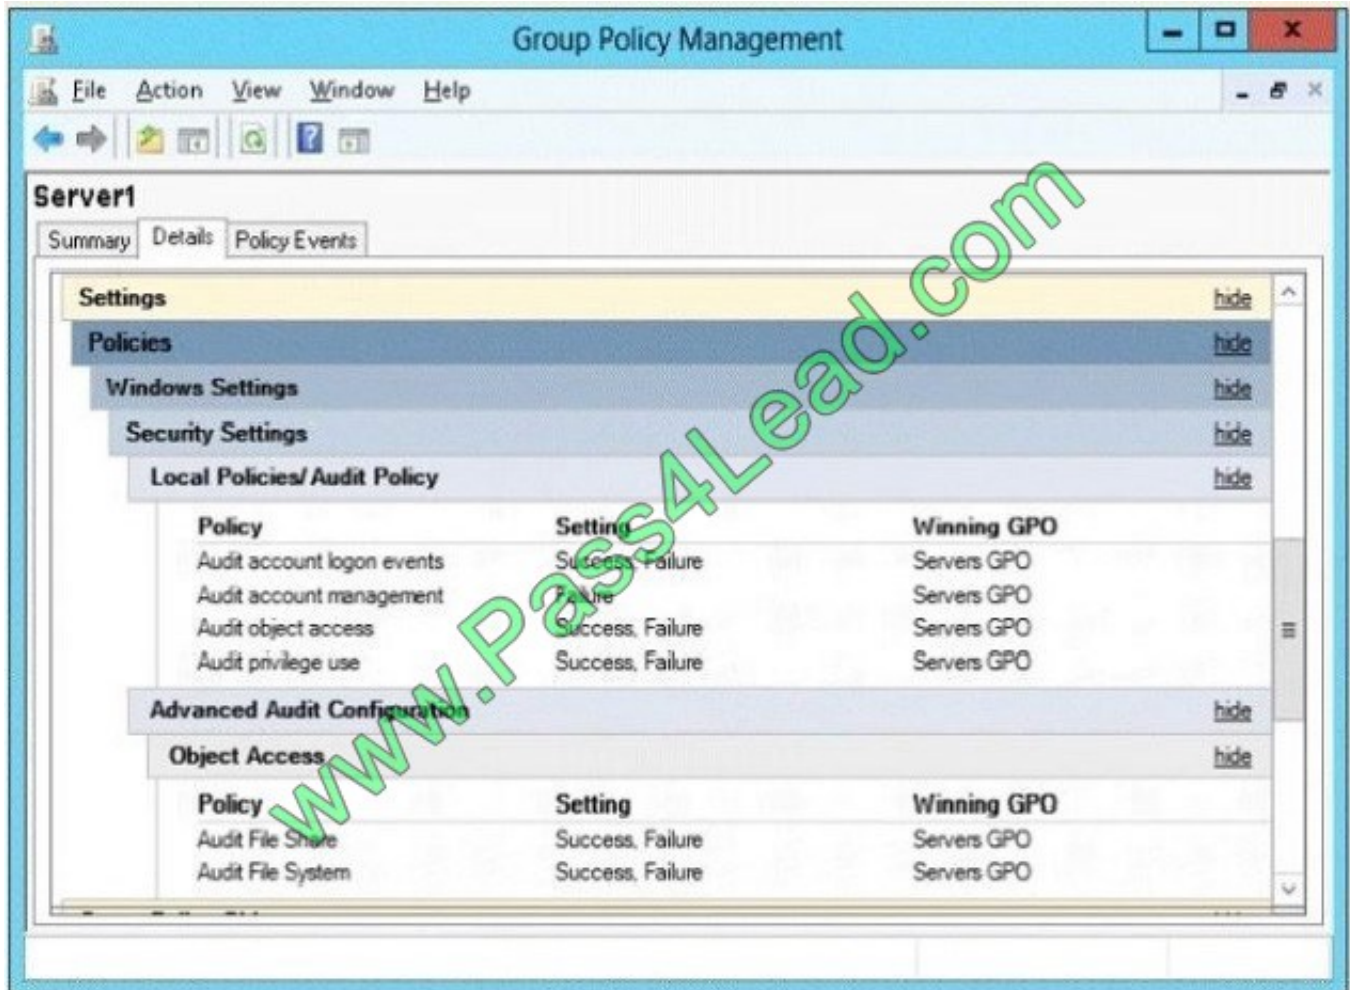 Group Policy Management
File Action View Window Help
Server1
Summary Details Policy Events
Settings hide
Policies hide
Windows Settings hide
Security Settings hide
Local Policies/Audit Policy hide
Policy Setting Winning GPO
Audit account logon events Success, Failure Servers GPO
Audit account management Failure Servers GPO
Audit object access Success, Failure Servers GPO
Audit privilege use Success, Failure Servers GPO
Advanced Audit Configuration hide
Object Access hide
Policy Setting Winning GPO
Audit File Share Success, Failure Servers GPO
Audit File System Success, Failure Servers GPO
www.Pass4Lead.com